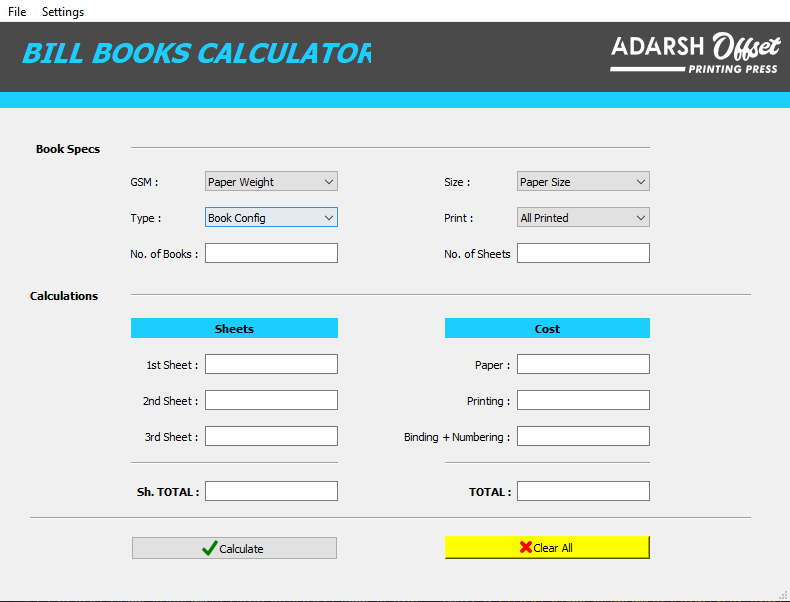 File Settings
BILL BOOKS CALCULATOR
ADARSH Offset
PRINTING PRESS
Book Specs
GSM : Paper Weight Size : Paper Size
Type : Book Config Print : All Printed
No. of Books : No. of Sheets
Calculations
Sheets Cost
1st Sheet : Paper :
2nd Sheet : Printing :
3rd Sheet : Binding + Numbering :
Sh. TOTAL : TOTAL :
Calculate Clear All